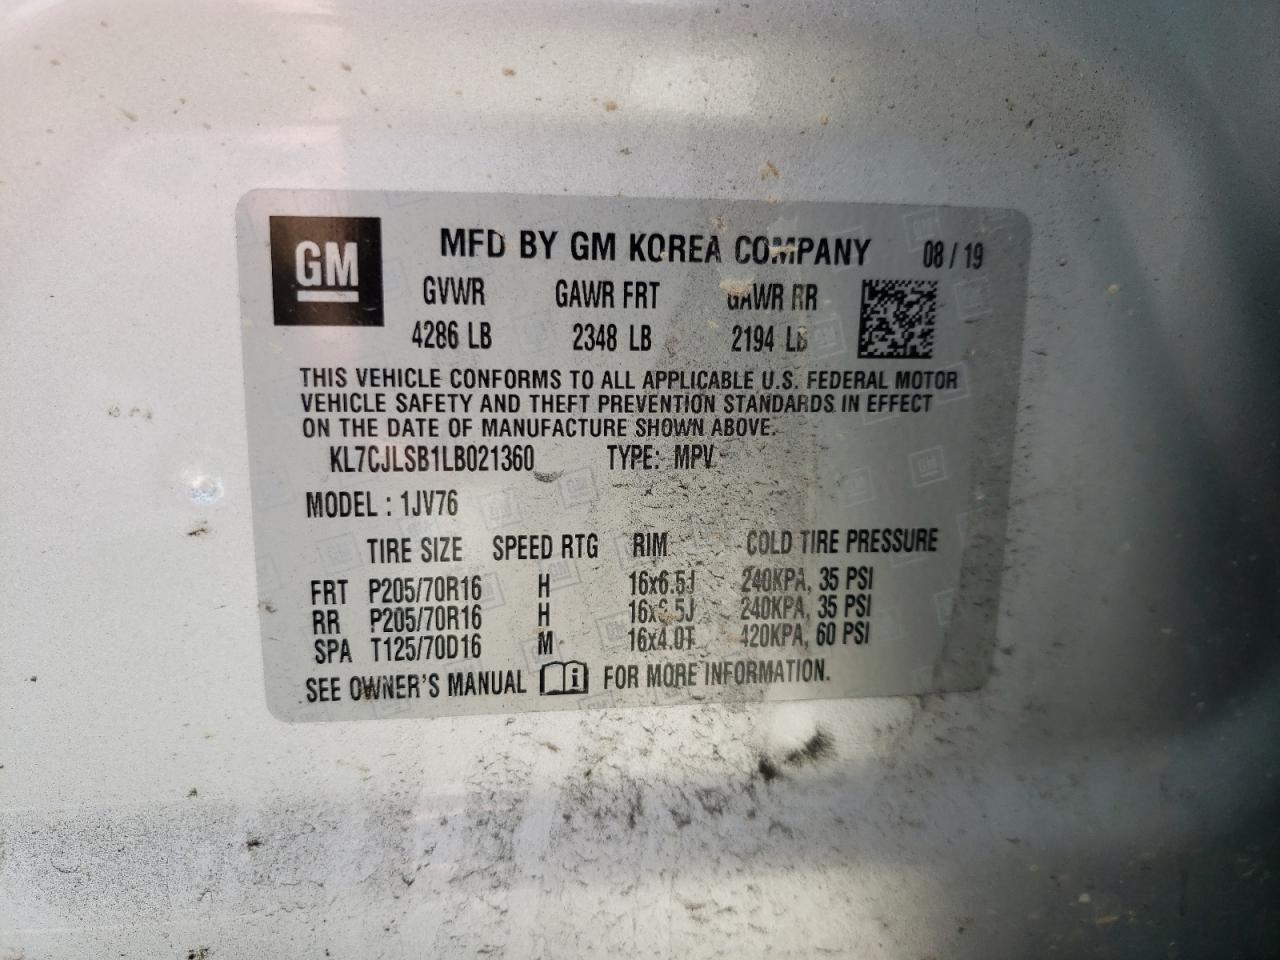 GM
MFD BY GM KOREA COMPANY 08 / 19
GVWR GAWR FRT GAWR RR
4286 LB 2348 LB 2194 LB
THIS VEHICLE CONFORMS TO ALL APPLICABLE U.S. FEDERAL MOTOR
VEHICLE SAFETY AND THEFT PREVENTION STANDARDS IN EFFECT
ON THE DATE OF MANUFACTURE SHOWN ABOVE.
KL7CJLSB1LB021360 TYPE: MPV
MODEL : 1JV76
TIRE SIZE SPEED RTG RIM COLD TIRE PRESSURE
FRT P205/70R16 H 16x6.5J 240KPA, 35 PSI
RR P205/70R16 H 16x6.5J 240KPA, 35 PSI
SPA T125/70D16 M 16x4.0T 420KPA, 60 PSI
SEE OWNER'S MANUAL FOR MORE INFORMATION.